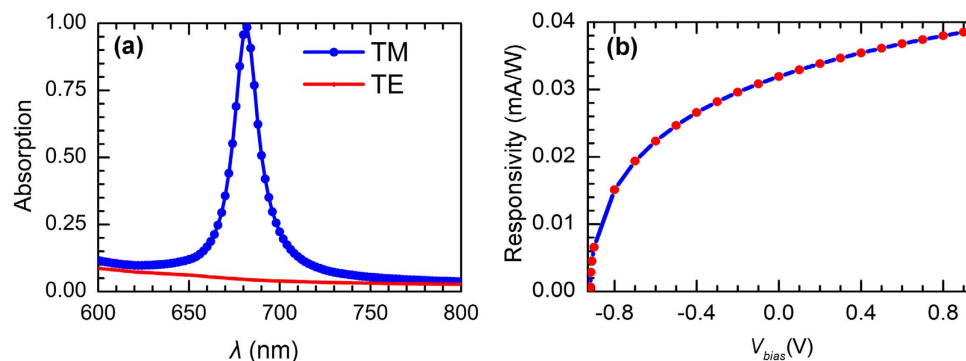 (a)
TM
TE
1.00
0.75
0.50
0.25
0.00
Absorption
600
650
700
750
800
λ (nm)
(b)
0.04
0.03
0.02
0.01
0.00
Responsivity (mA/W)
-0.8
-0.4
0.0
0.4
0.8
V_bias(V)